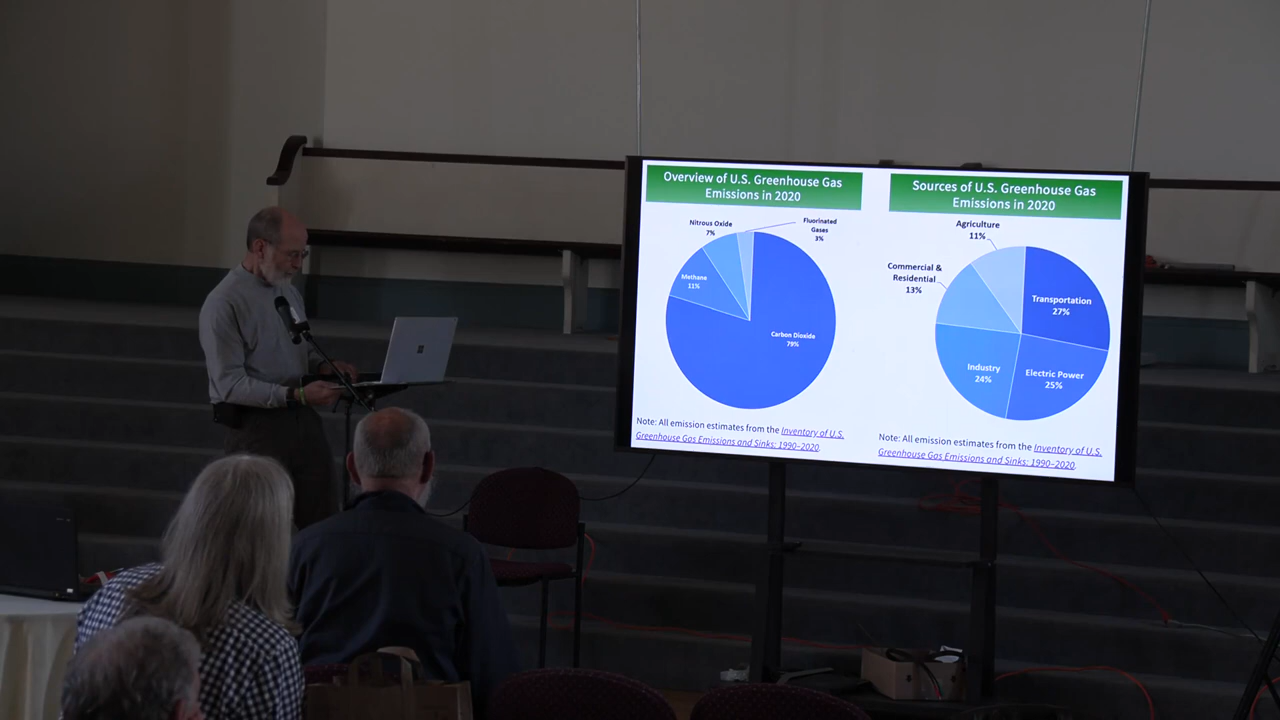 Overview of U.S. Greenhouse Gas
Emissions in 2020
Nitrous Oxide
7%
Fluorinated
Gases
3%
Methane
11%
Carbon Dioxide
79%
Note: All emission estimates from the Inventory of U.S.
Greenhouse Gas Emissions and Sinks: 1990–2020.
Sources of U.S. Greenhouse Gas
Emissions in 2020
Agriculture
11%
Commercial &
Residential
13%
Transportation
27%
Industry
24%
Electric Power
25%
Note: All emission estimates from the Inventory of U.S.
Greenhouse Gas Emissions and Sinks: 1990–2020.